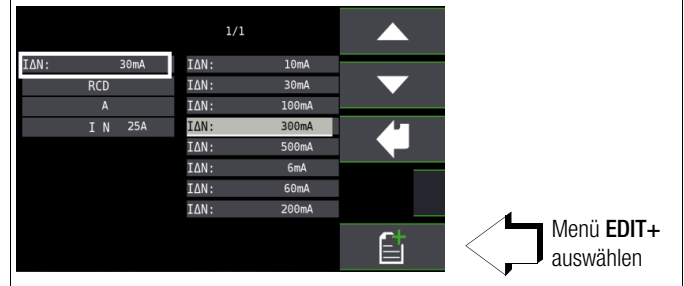 1/1
IΔN: 30mA
RCD
A
I N 25A
IΔN: 10mA
IΔN: 30mA
IΔN: 100mA
IΔN: 300mA
IΔN: 500mA
IΔN: 6mA
IΔN: 60mA
IΔN: 200mA
Menü EDIT+
auswählen